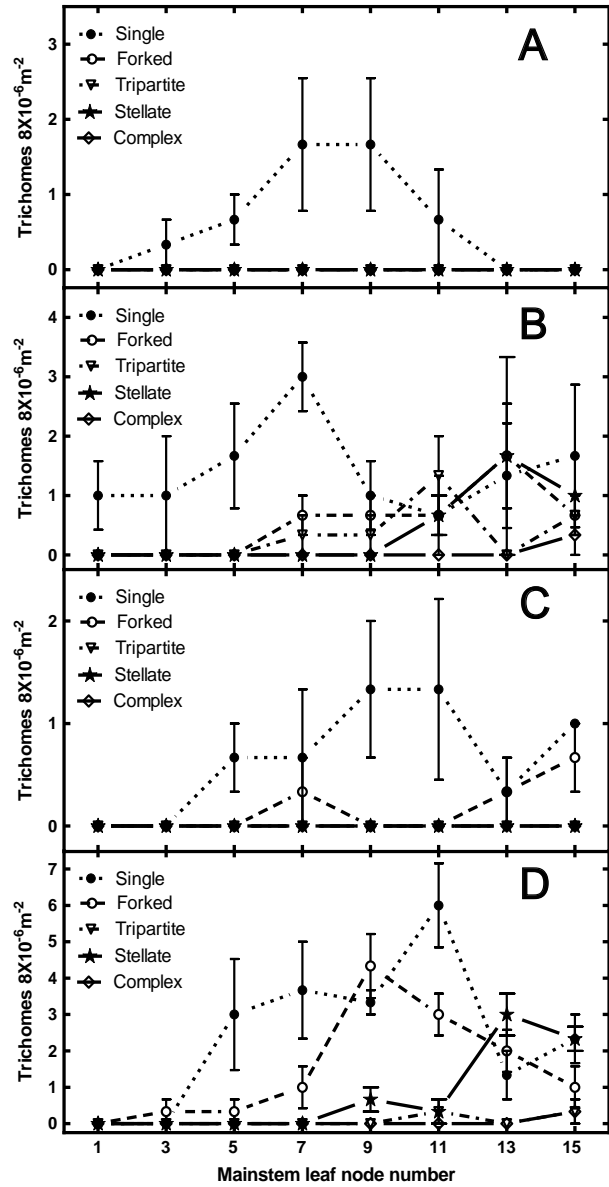 A
Single
Forked
Tripartite
Stellate
Complex
Trichomes 8X10⁻⁶m⁻²
3
2
1
0
B
Single
Forked
Tripartite
Stellate
Complex
Trichomes 8X10⁻⁶m⁻²
4
3
2
1
0
C
Single
Forked
Tripartite
Stellate
Complex
Trichomes 8X10⁻⁶m⁻²
2
1
0
D
Single
Forked
Tripartite
Stellate
Complex
Trichomes 8X10⁻⁶m⁻²
7
6
5
4
3
2
1
0
1 3 5 7 9 11 13 15
Mainstem leaf node number